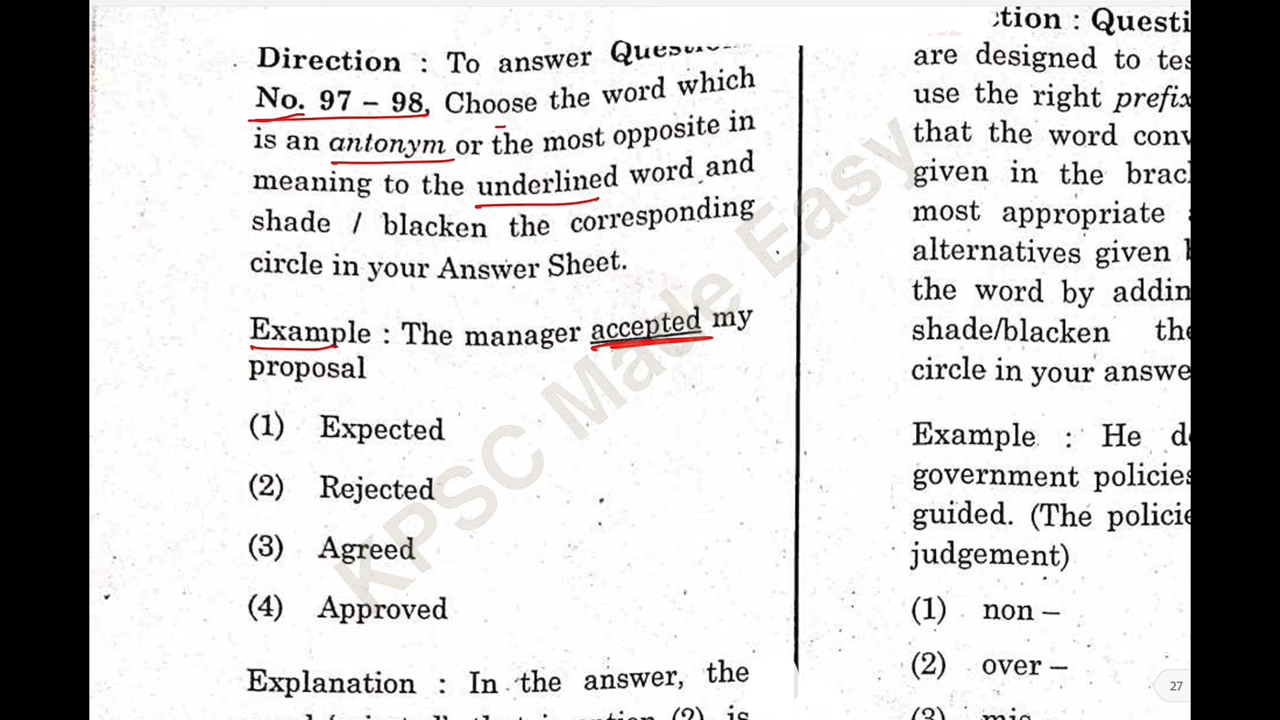 Direction : To answer
No. 97 – 98, Choose the word which
is an antonym or the most opposite in
meaning to the underlined word and
shade / blacken the corresponding
circle in your Answer Sheet.
Example : The manager accepted my
proposal
(1) Expected
(2) Rejected
(3) Agreed
(4) Approved
Explanation : In the answer, the
(2) is
: Questi
are designed to tes
use the right prefix
that the word conv
given in the brac
most appropriate
alternatives given
the word by addin
shade/blacken the
circle in your answe
Example : He d
government policies
guided. (The policie
judgement)
(1) non –
(2) over –
(3) mis
KPSC Made Easy
27